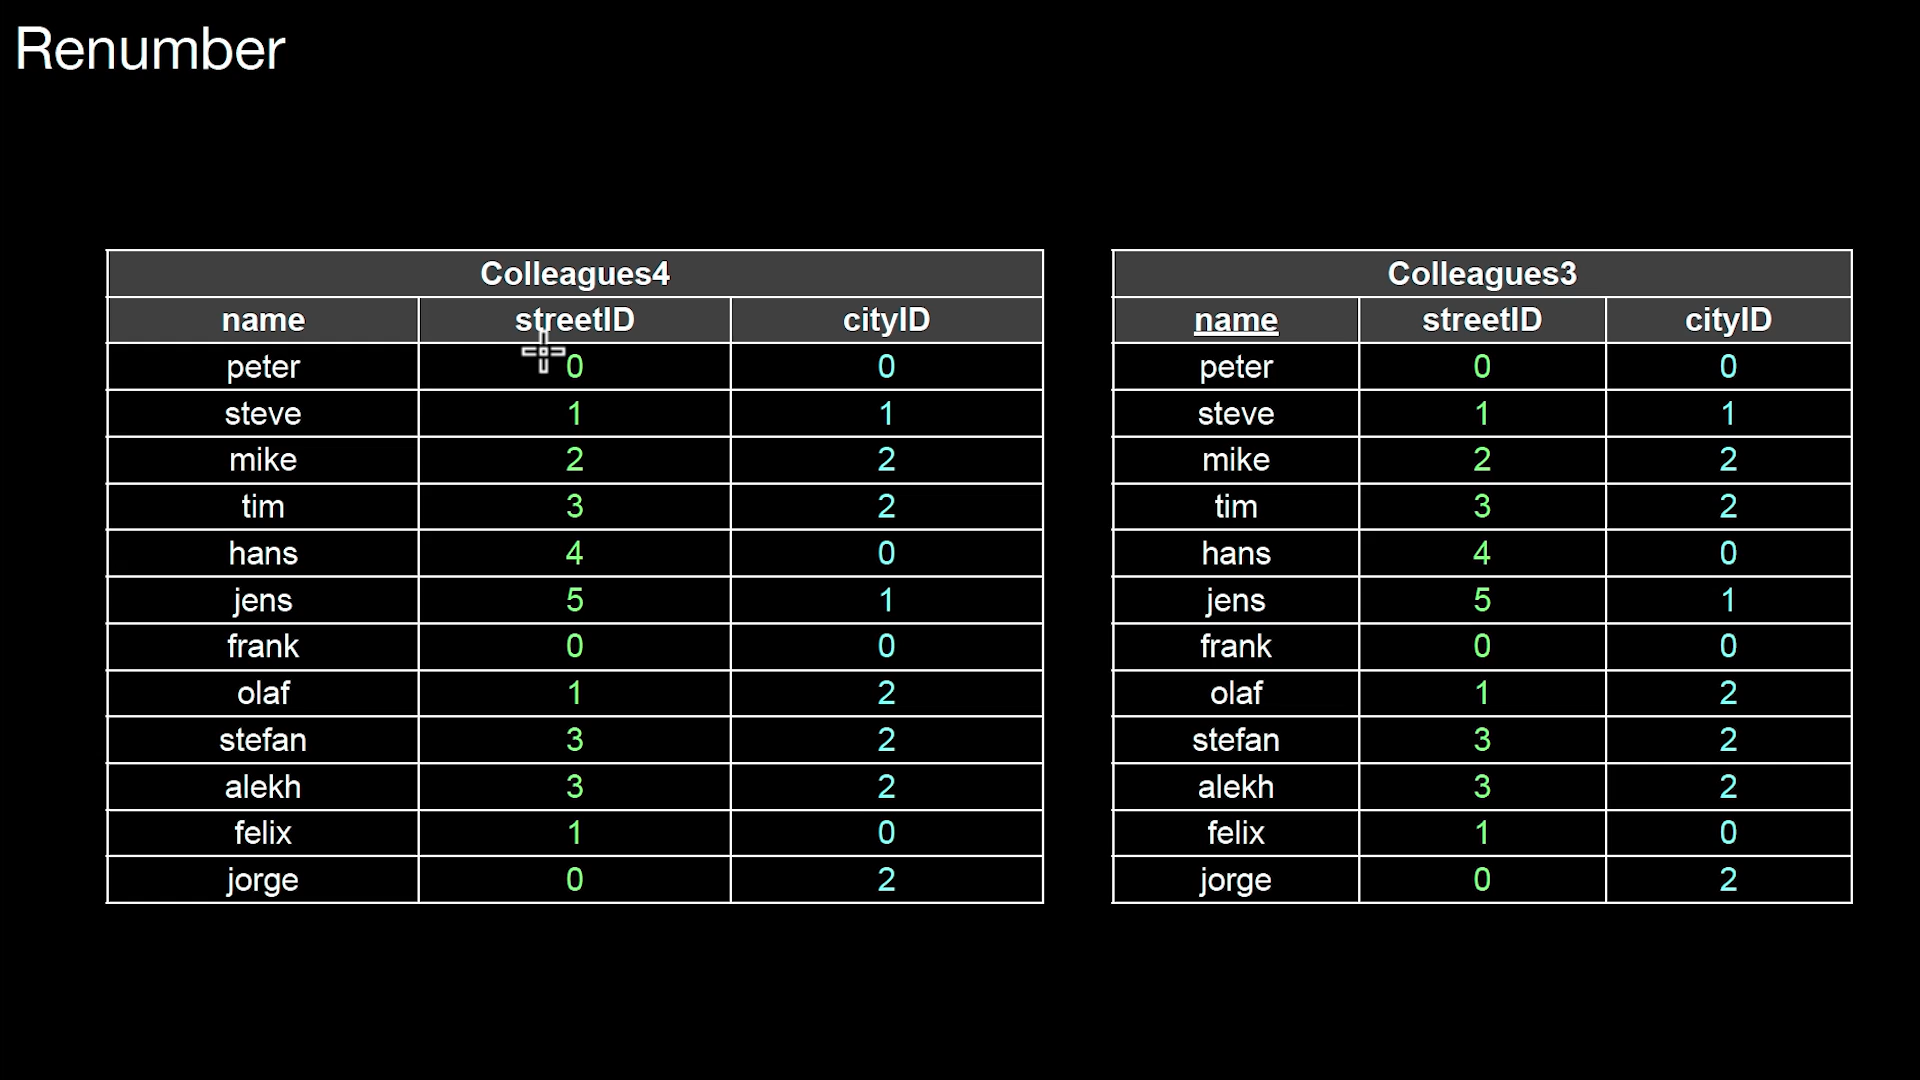 Renumber
Colleagues4
name streetID cityID
peter 0 0
steve 1 1
mike 2 2
tim 3 2
hans 4 0
jens 5 1
frank 0 0
olaf 1 2
stefan 3 2
alekh 3 2
felix 1 0
jorge 0 2
Colleagues3
name streetID cityID
peter 0 0
steve 1 1
mike 2 2
tim 3 2
hans 4 0
jens 5 1
frank 0 0
olaf 1 2
stefan 3 2
alekh 3 2
felix 1 0
jorge 0 2